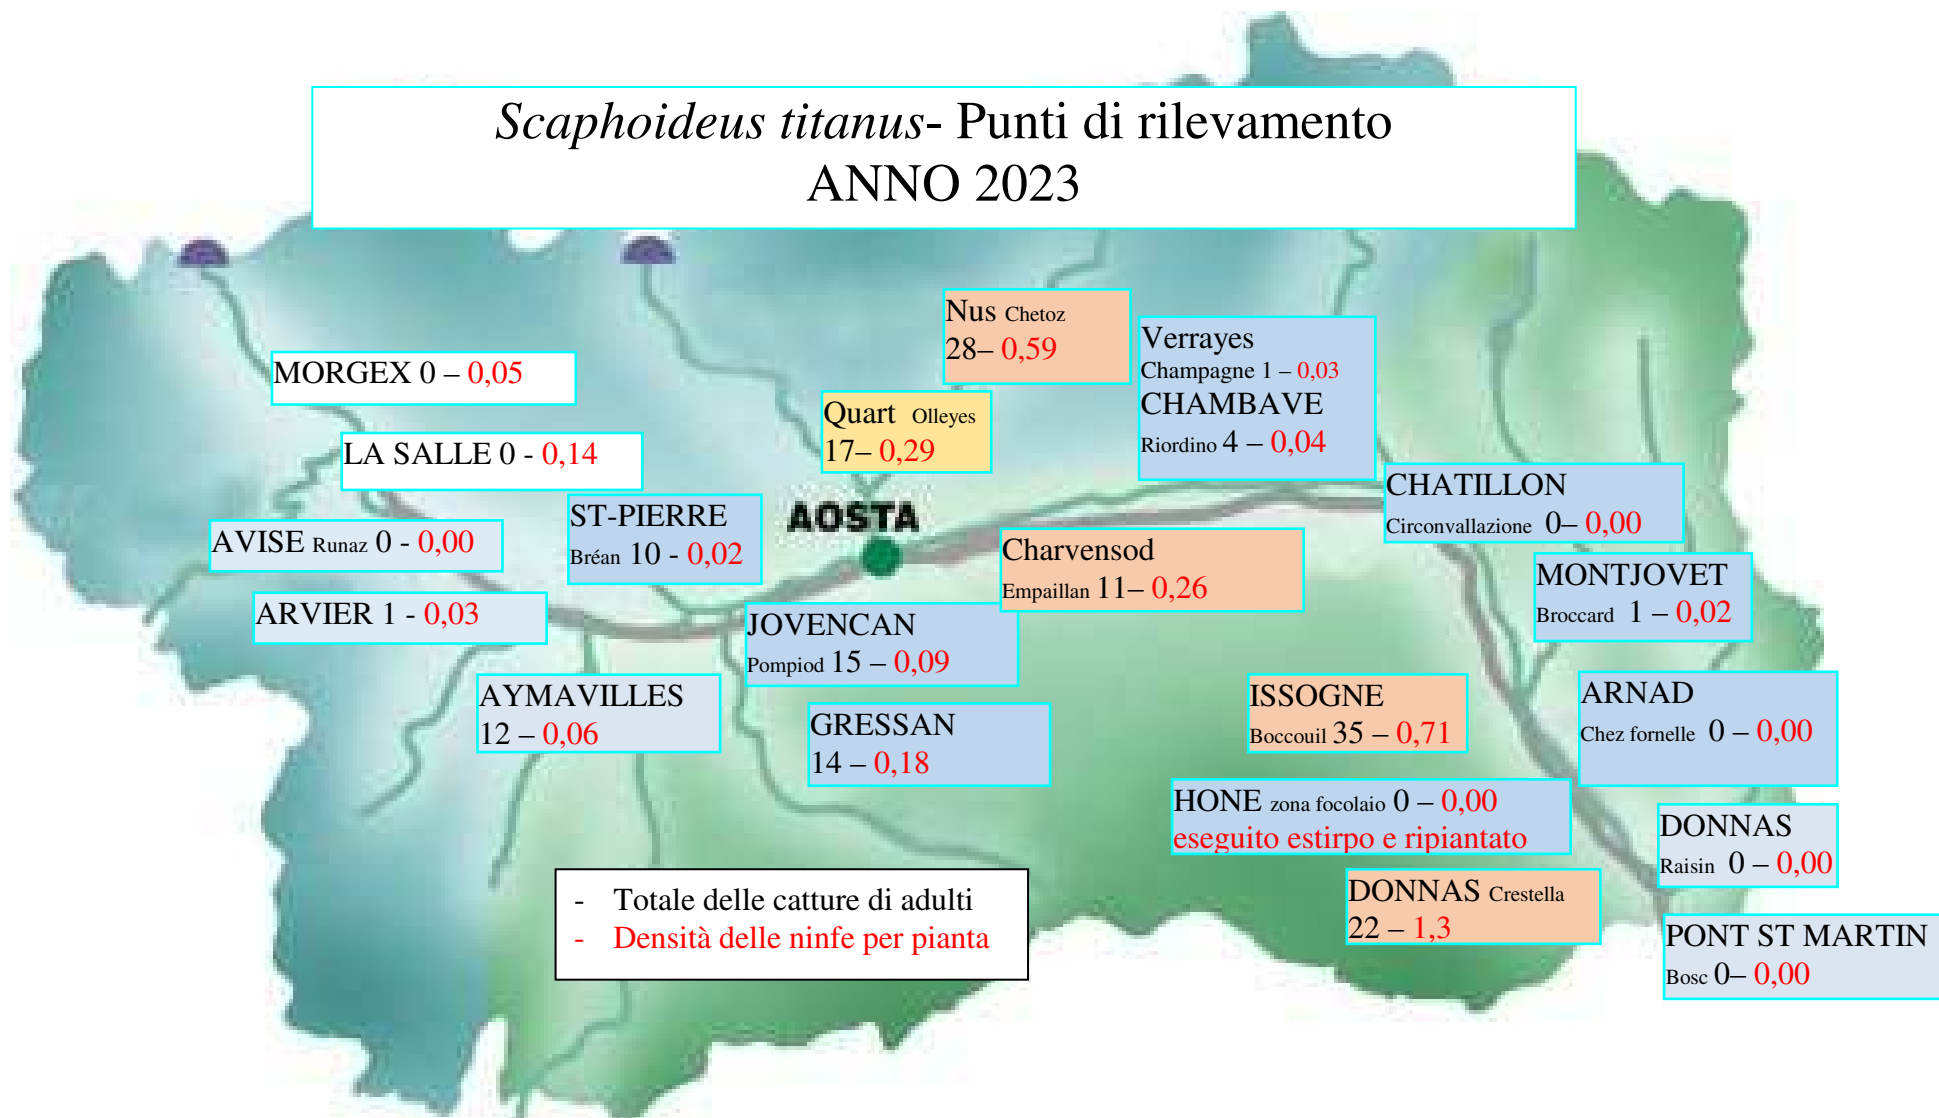 Scaphoideus titanus- Punti di rilevamento
ANNO 2023
Nus Chetoz
28– 0,59
Verrayes
Champagne 1 – 0,03
CHAMBAVE
Riordino 4 – 0,04
MORGEX 0 – 0,05
Quart Olleyes
17– 0,29
LA SALLE 0 - 0,14
CHATILLON
Circonvallazione 0– 0,00
ST-PIERRE
Bréan 10 - 0,02
AOSTA
AVISE Runaz 0 - 0,00
Charvensod
Empaillan 11– 0,26
MONTJOVET
Broccard 1 – 0,02
ARVIER 1 - 0,03
JOVENCAN
Pompiod 15 – 0,09
AYMAVILLES
12 – 0,06
ISSOGNE
Boccouil 35 – 0,71
ARNAD
Chez fornelle 0 – 0,00
GRESSAN
14 – 0,18
HONE zona focolaio 0 – 0,00
eseguito estirpo e ripiantato
DONNAS
Raisin 0 – 0,00
DONNAS Crestella
22 – 1,3
- Totale delle catture di adulti
- Densità delle ninfe per pianta
PONT ST MARTIN
Bosc 0– 0,00